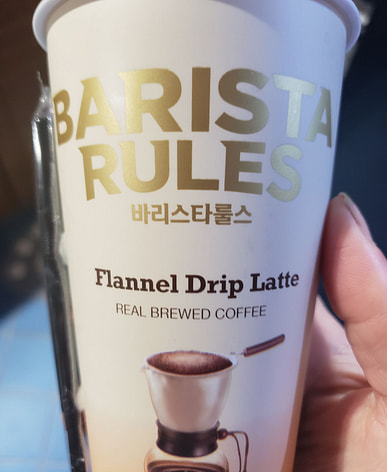 BARISTA
RULES
바리스타룰스
Flannel Drip Latte
REAL BREWED COFFEE